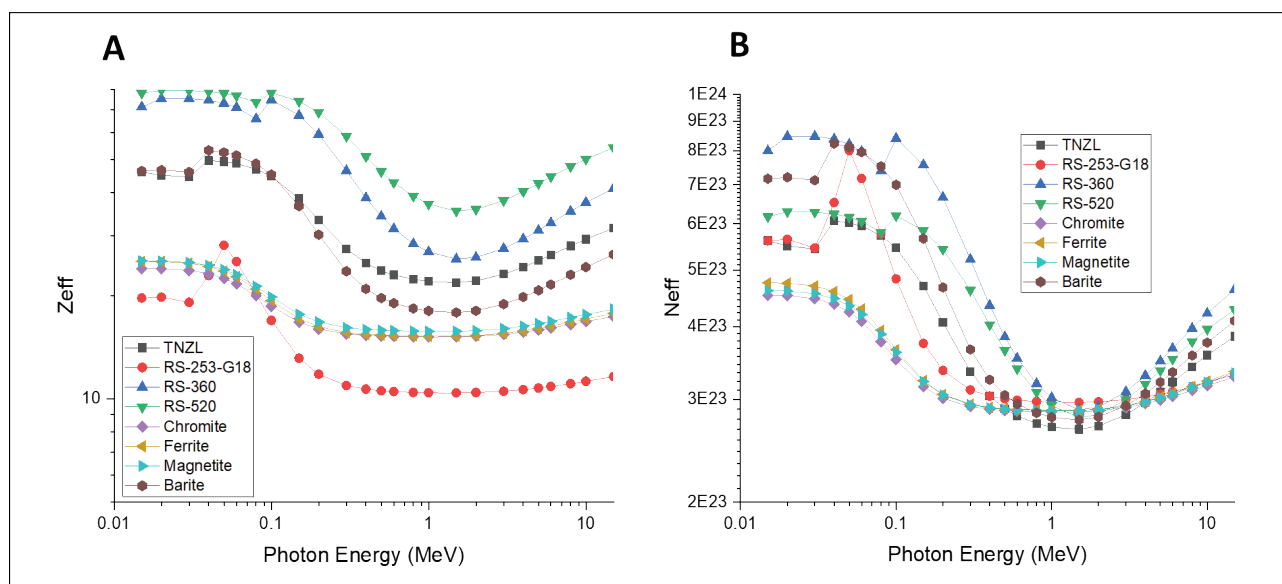 A
Zeff
10
TNZL
RS-253-G18
RS-360
RS-520
Chromite
Ferrite
Magnetite
Barite
0.01
0.1
1
10
Photon Energy (MeV)
B
Neff
1E24
9E23
8E23
7E23
6E23
5E23
4E23
3E23
2E23
TNZL
RS-253-G18
RS-360
RS-520
Chromite
Ferrite
Magnetite
Barite
0.01
0.1
1
10
Photon Energy (MeV)